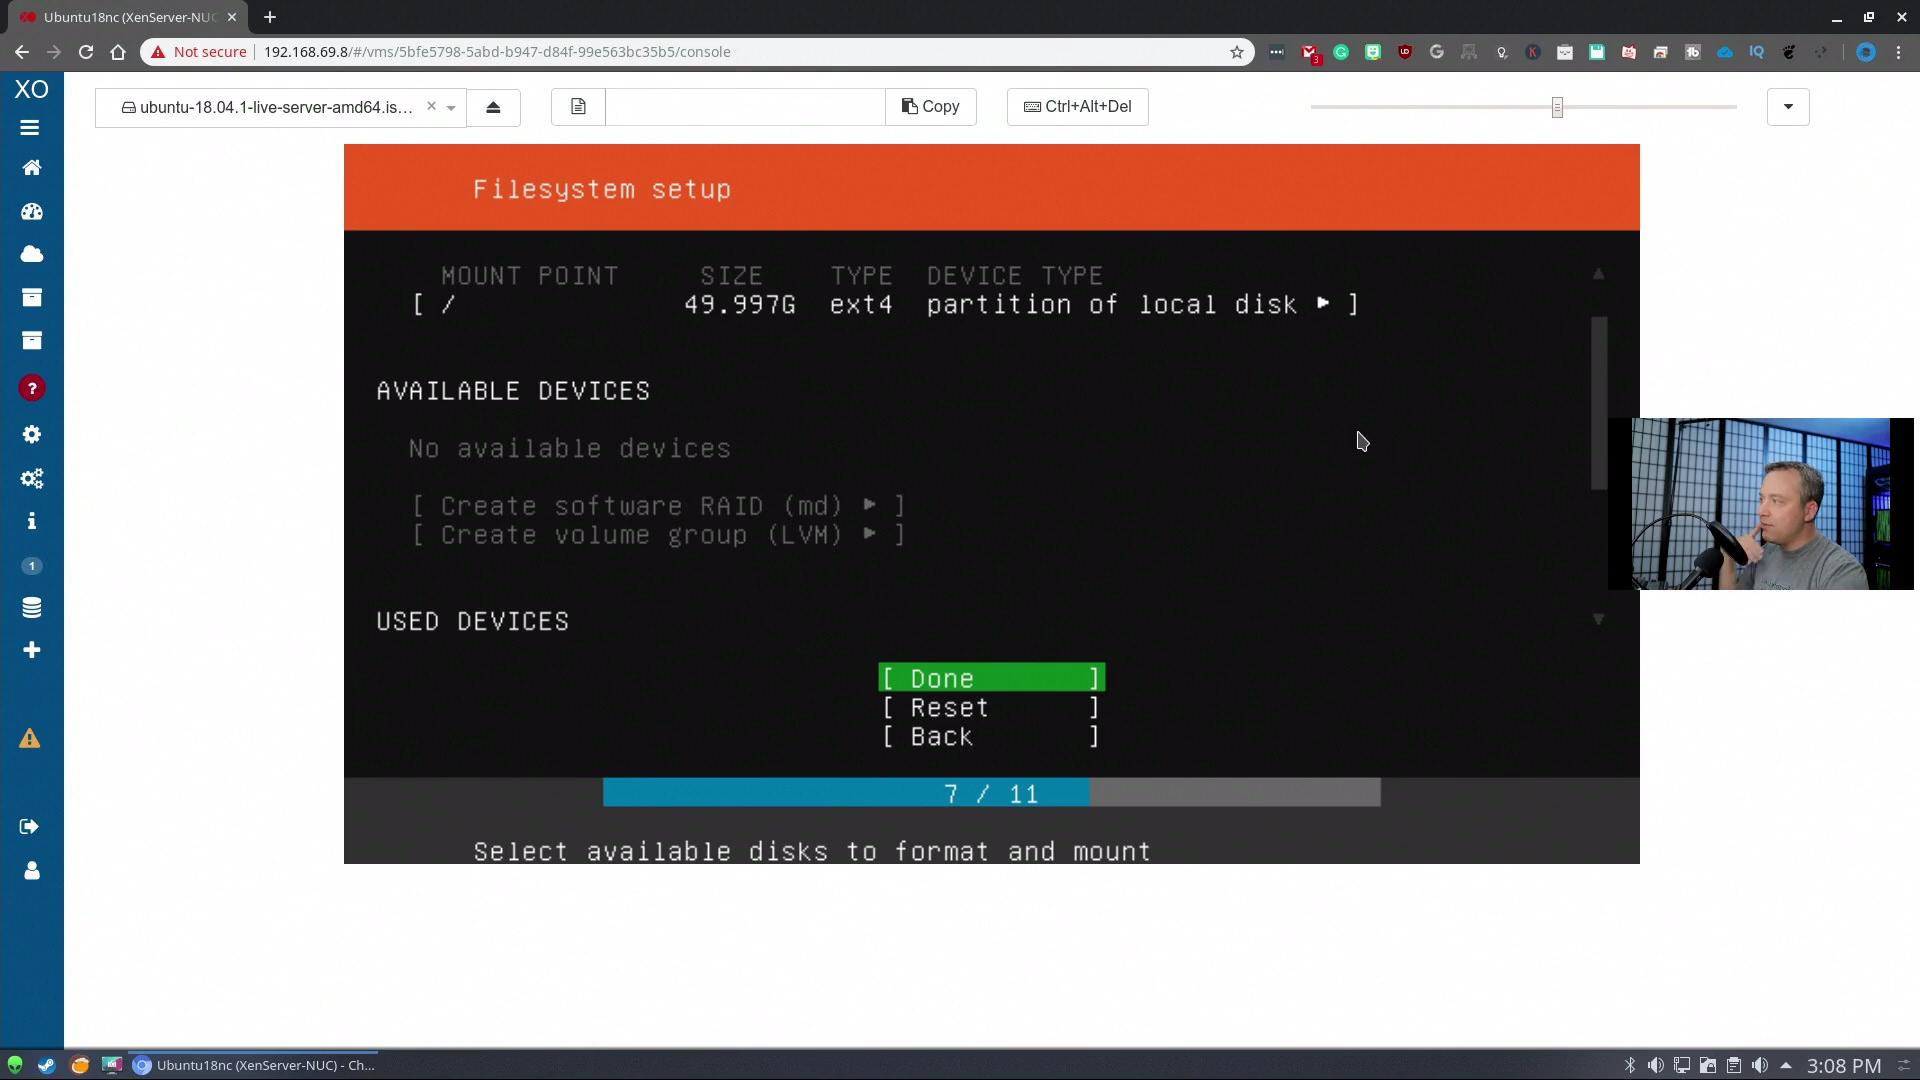 Ubuntu18nc (XenServer-NUC
Not secure
192.168.69.8/#/vms/5bfe5798-5abd-b947-d84f-99e563bc35b5/console
3
XO
ubuntu-18.04.1-live-server-amd64.is...
Copy
Ctrl+Alt+Del
Filesystem setup
MOUNT POINT SIZE TYPE DEVICE TYPE
[ / 49.997G ext4 partition of local disk ▸ ]
AVAILABLE DEVICES
No available devices
[ Create software RAID (md) ▸ ]
[ Create volume group (LVM) ▸ ]
USED DEVICES
[ Done ]
[ Reset ]
[ Back ]
7 / 11
Select available disks to format and mount
?
1
Ubuntu18nc (XenServer-NUC) - Ch...
3:08 PM